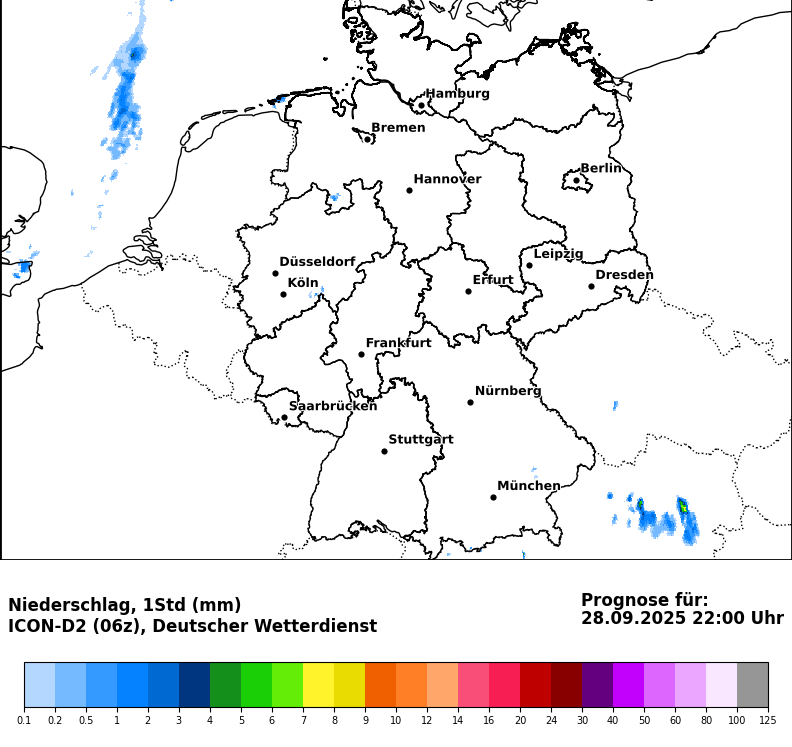 Hamburg
Bremen
Berlin
Hannover
Leipzig
Düsseldorf
Dresden
Köln
Erfurt
Frankfurt
Nürnberg
Saarbrücken
Stuttgart
München
Niederschlag, 1Std (mm)
ICON-D2 (06z), Deutscher Wetterdienst
Prognose für:
28.09.2025 22:00 Uhr
0.1 0.2 0.5 1 2 3 4 5 6 7 8 9 10 12 14 16 20 24 30 40 50 60 80 100 125